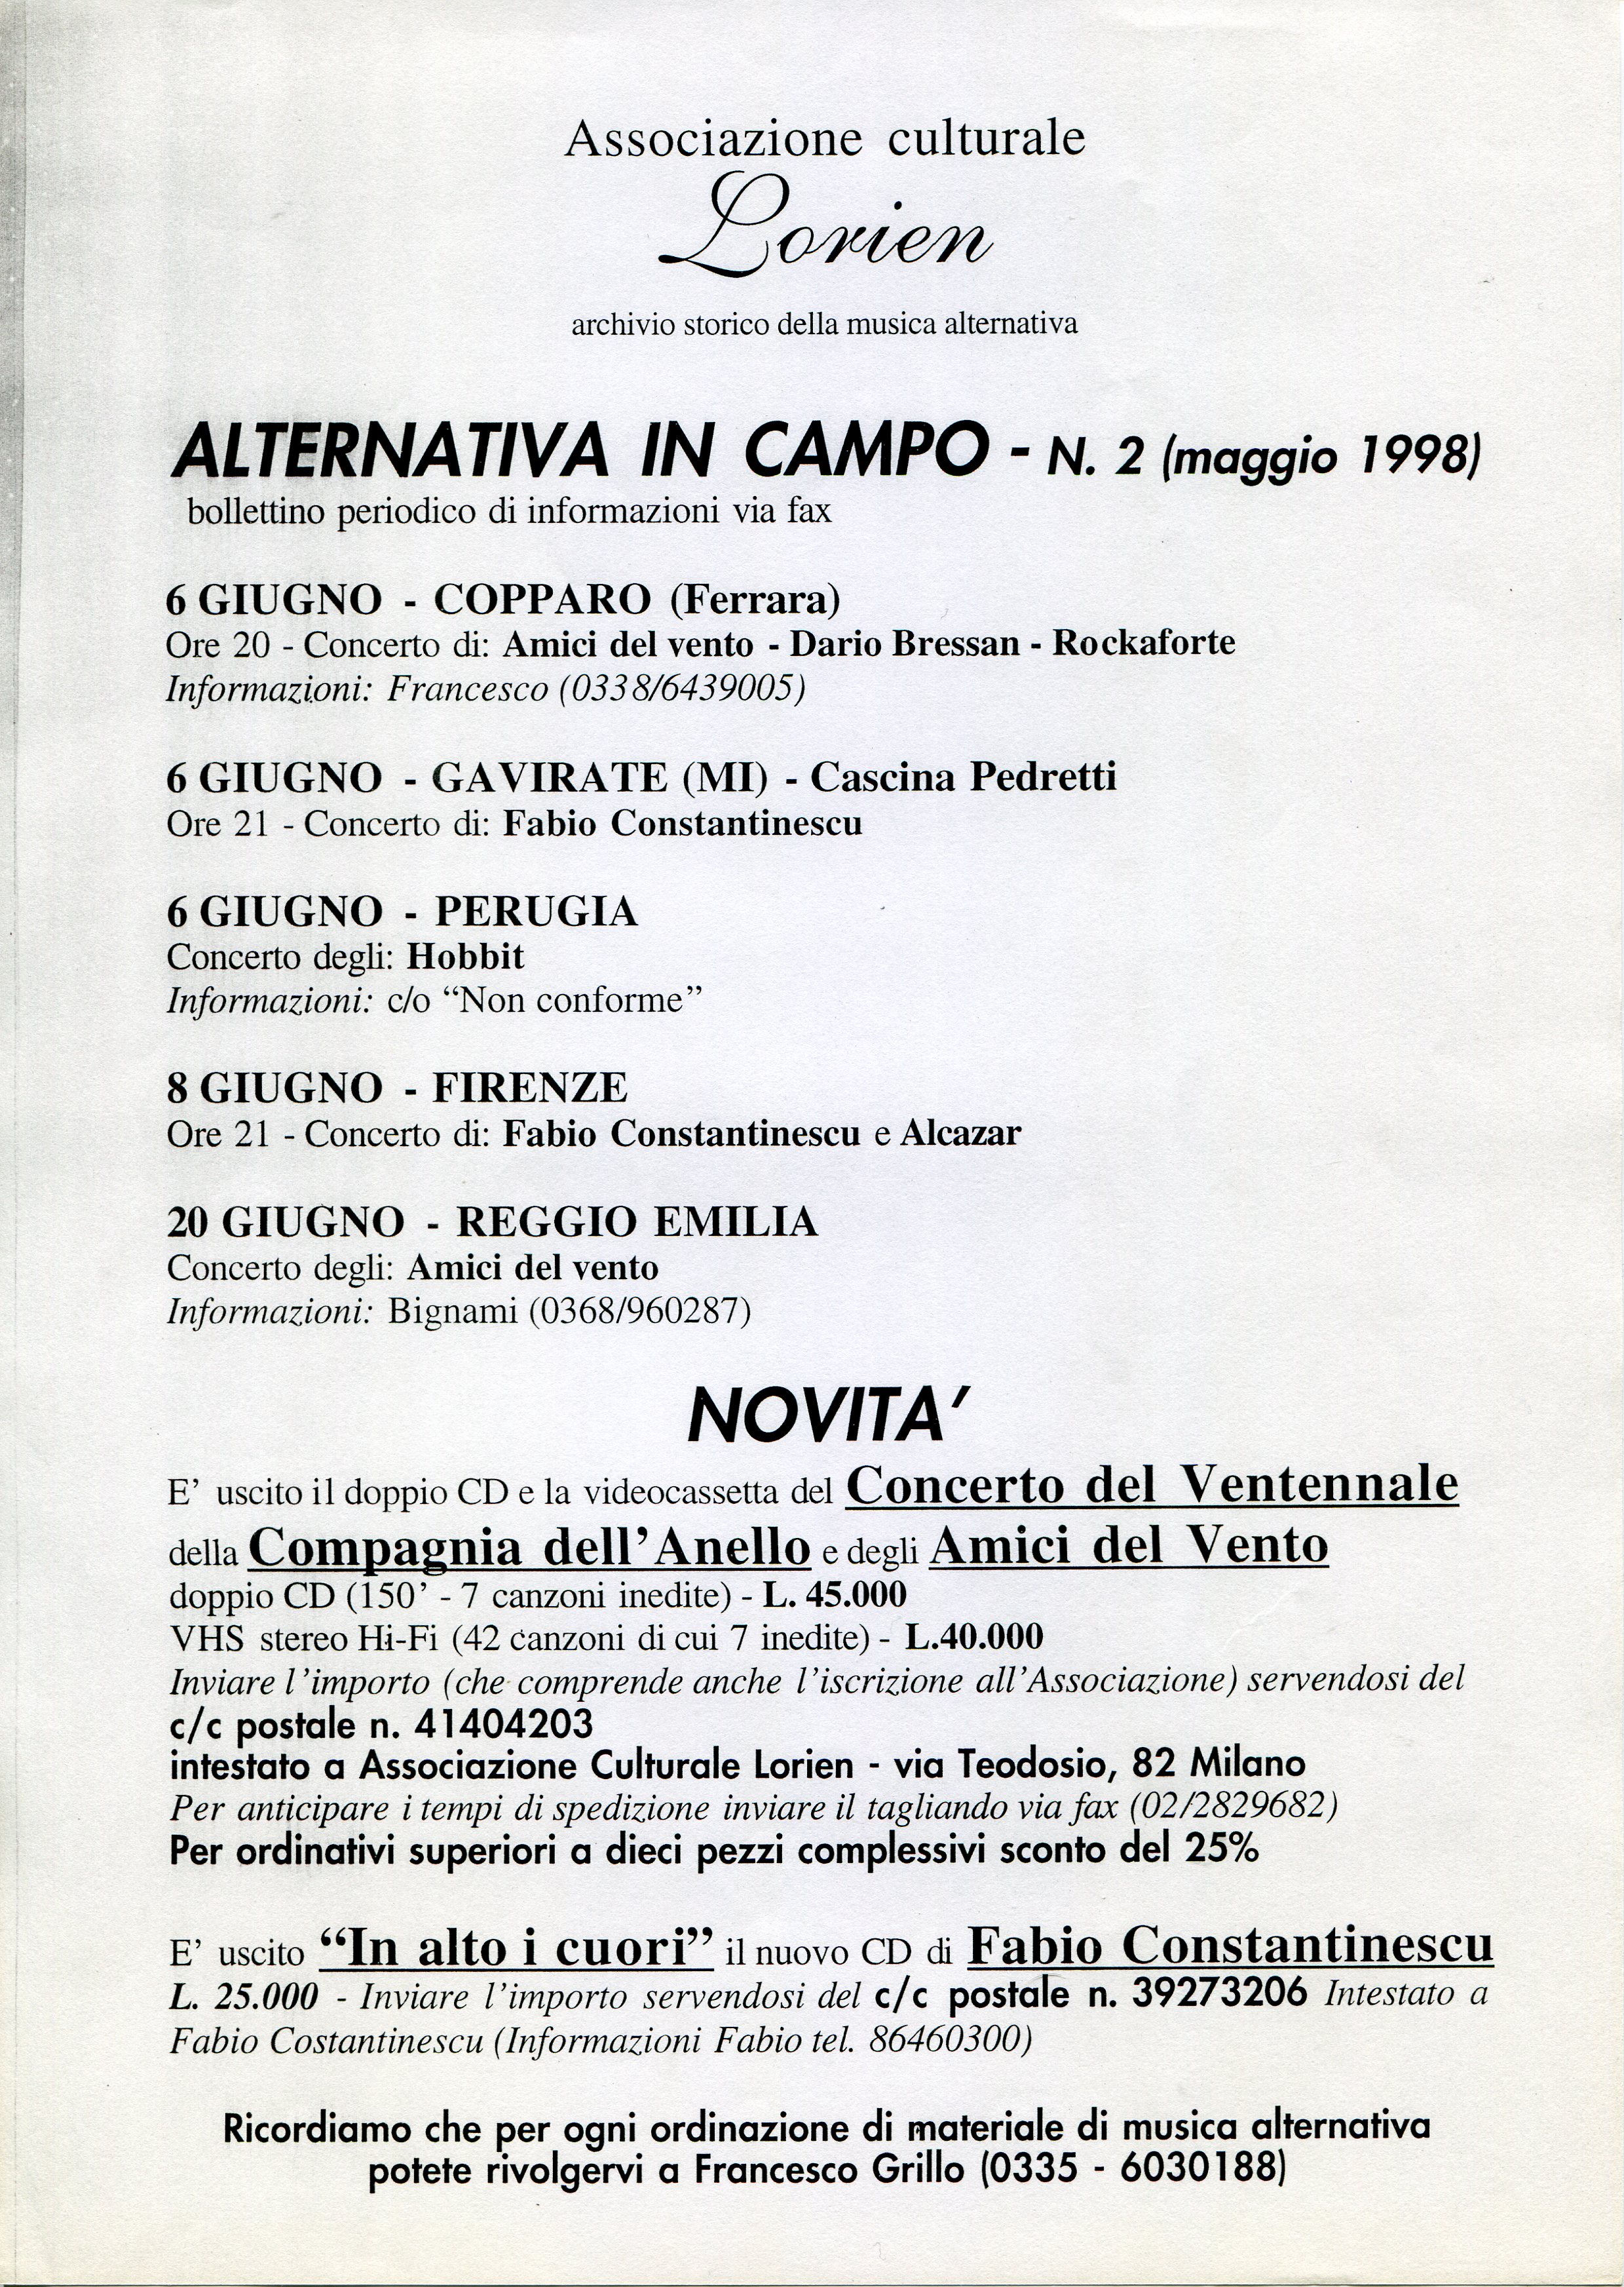 Associazione culturale
Lorien
archivio storico della musica alternativa
ALTERNATIVA IN CAMPO - N. 2 (maggio 1998)
bollettino periodico di informazioni via fax
6 GIUGNO - COPPARO (Ferrara)
Ore 20 - Concerto di: Amici del vento - Dario Bressan - Rockaforte
Informazioni: Francesco (0338/6439005)
6 GIUGNO - GAVIRATE (MI) - Cascina Pedretti
Ore 21 - Concerto di: Fabio Constantinescu
6 GIUGNO - PERUGIA
Concerto degli: Hobbit
Informazioni: c/o “Non conforme”
8 GIUGNO - FIRENZE
Ore 21 - Concerto di: Fabio Constantinescu e Alcazar
20 GIUGNO - REGGIO EMILIA
Concerto degli: Amici del vento
Informazioni: Bignami (0368/960287)
NOVITA’
E’ uscito il doppio CD e la videocassetta del Concerto del Ventennale
della Compagnia dell’Anello e degli Amici del Vento
doppio CD (150’ - 7 canzoni inedite) - L. 45.000
VHS stereo Hi-Fi (42 canzoni di cui 7 inedite) - L.40.000
Inviare l’importo (che comprende anche l’iscrizione all’Associazione) servendosi del
c/c postale n. 41404203
intestato a Associazione Culturale Lorien - via Teodosio, 82 Milano
Per anticipare i tempi di spedizione inviare il tagliando via fax (02/2829682)
Per ordinativi superiori a dieci pezzi complessivi sconto del 25%
E’ uscito “In alto i cuori” il nuovo CD di Fabio Constantinescu
L. 25.000 - Inviare l’importo servendosi del c/c postale n. 39273206 Intestato a
Fabio Costantinescu (Informazioni Fabio tel. 86460300)
Ricordiamo che per ogni ordinazione di materiale di musica alternativa
potete rivolgervi a Francesco Grillo (0335 - 6030188)